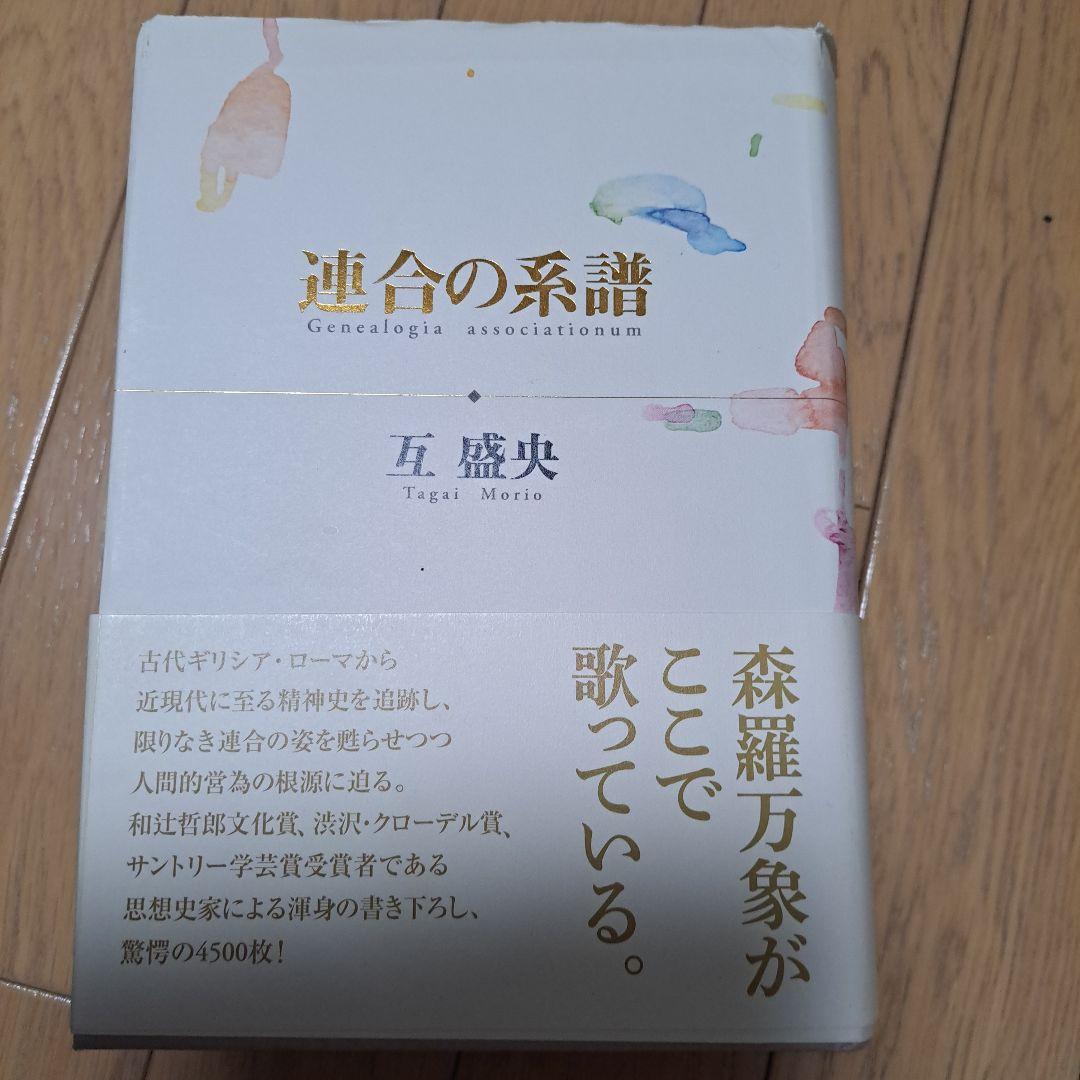 連合の系譜
Genealogia associationum
互 盛央
Tagai Morio
森羅万象が
ここで
歌っている。
古代ギリシア・ローマから
近現代に至る精神史を追跡し、
限りなき連合の姿を甦らせつつ
人間的営為の根源に迫る。
和辻哲郎文化賞、渋沢・クローデル賞、
サントリー学芸賞受賞者である
思想史家による渾身の書き下ろし、
驚愕の4500枚!